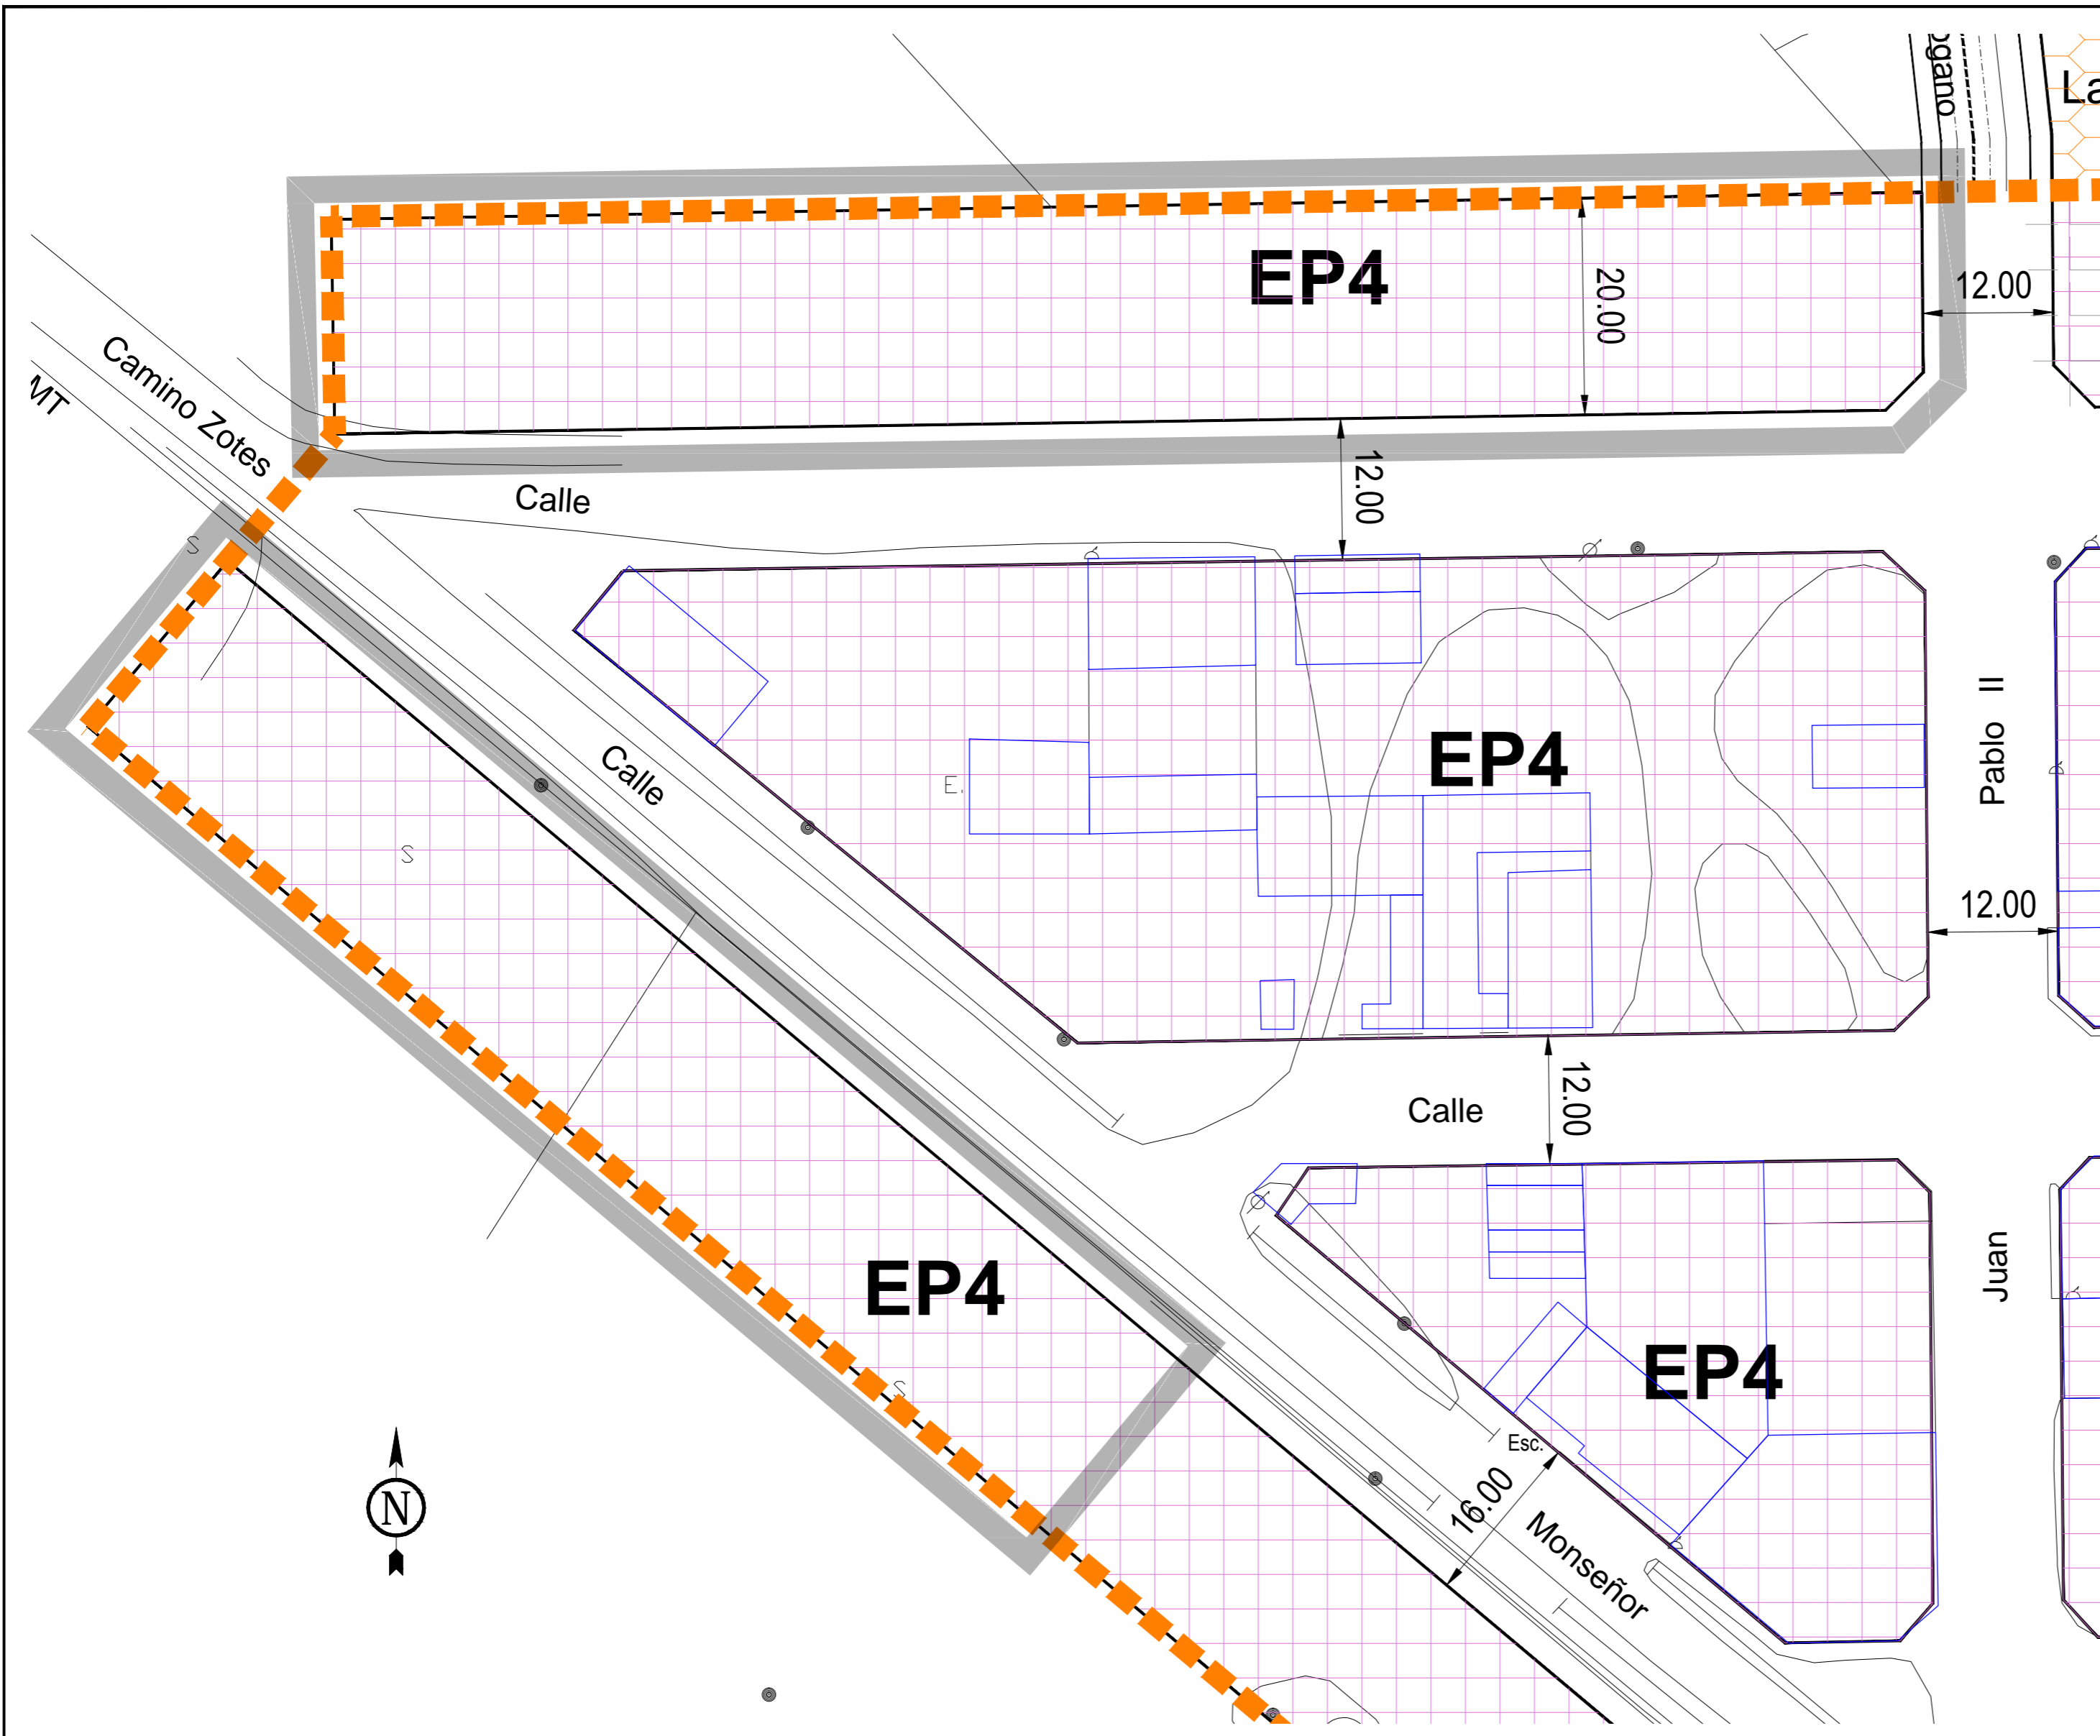 ogano
La
EP4
20.00
12.00
Camino Zotes
MT
Calle
12.00
S
EP4
Pablo II
Calle
E.
S
12.00
Calle
12.00
Juan
EP4
EP4
S
Esc.
16.00
Monseñor
N